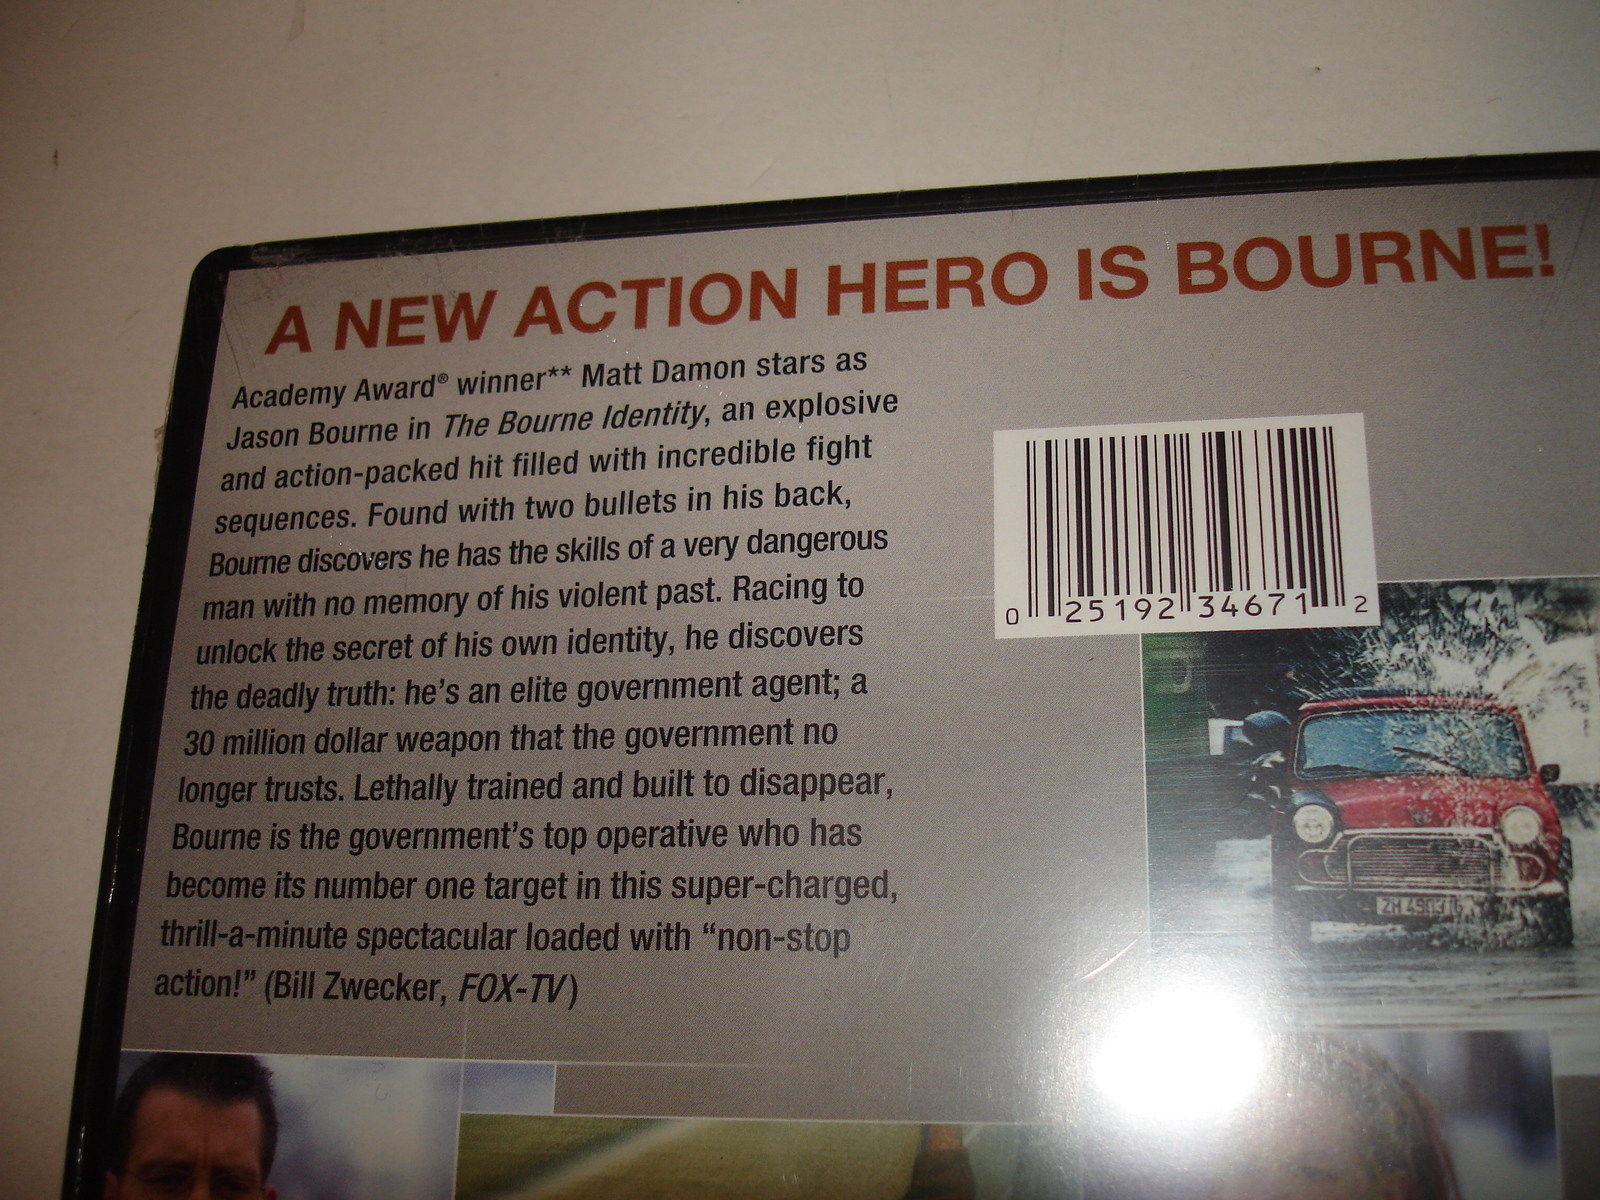 A NEW ACTION HERO IS BOURNE!
Academy Award® winner** Matt Damon stars as
Jason Bourne in The Bourne Identity, an explosive
and action-packed hit filled with incredible fight
sequences. Found with two bullets in his back,
Bourne discovers he has the skills of a very dangerous
man with no memory of his violent past. Racing to
unlock the secret of his own identity, he discovers
the deadly truth: he's an elite government agent; a
30 million dollar weapon that the government no
longer trusts. Lethally trained and built to disappear,
Bourne is the government's top operative who has
become its number one target in this super-charged,
thrill-a-minute spectacular loaded with “non-stop
action!” (Bill Zwecker, FOX-TV)
0 25192 34671 2